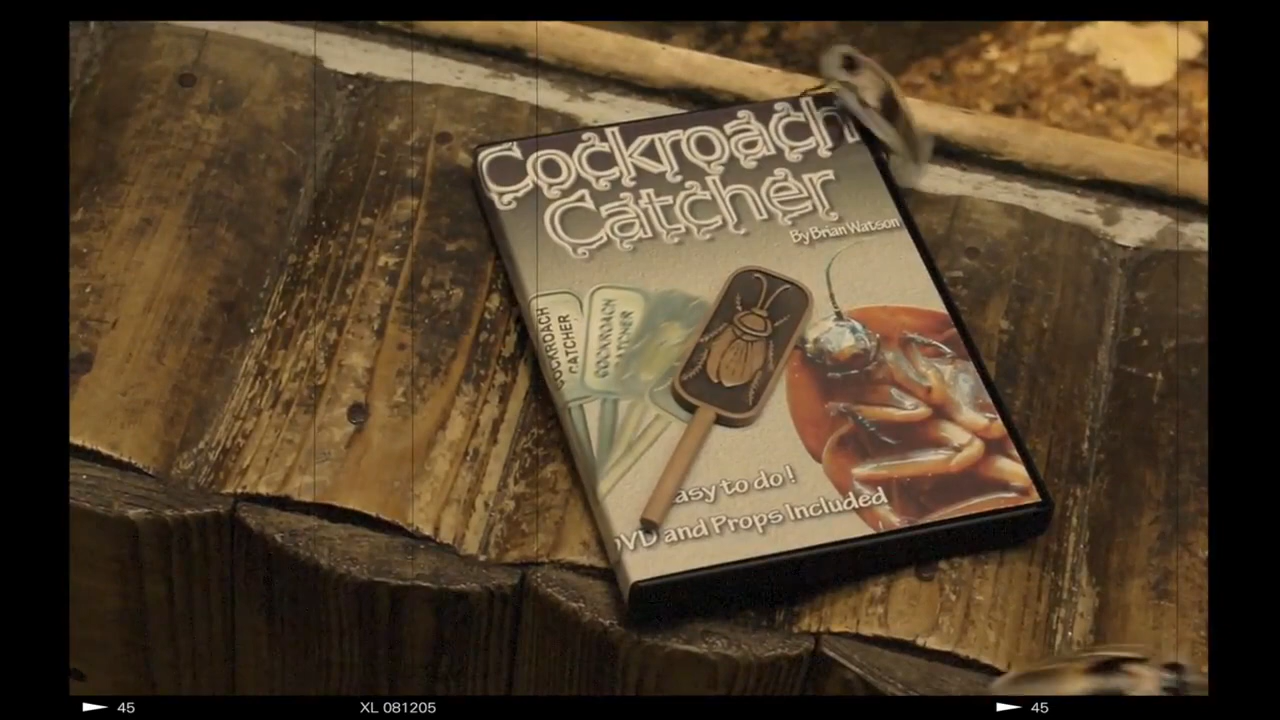 Cockroach
Catcher
By Brian Watson
COCKROACH
CATCHER
COCKROACH
CATCHER
asy to do !
DVD and Props Included
45
XL 081205
45